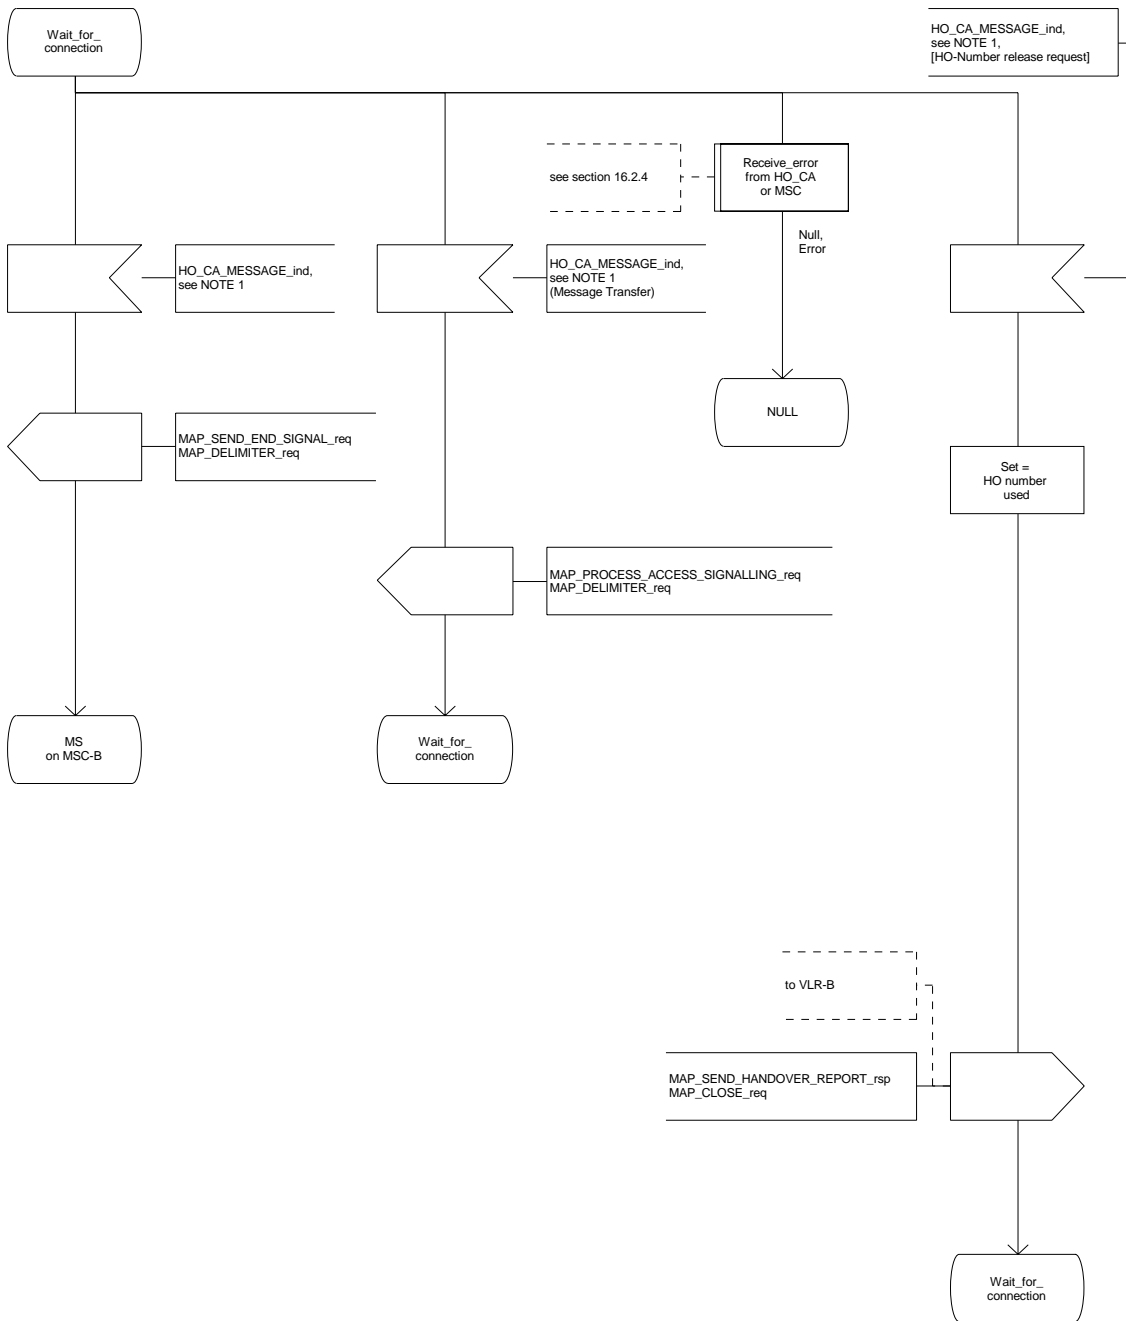 Wait_for_
connection
HO_CA_MESSAGE_ind,
see NOTE 1,
[HO-Number release request]
see section 16.2.4
Receive_error
from HO_CA
or MSC
Null,
Error
HO_CA_MESSAGE_ind,
see NOTE 1
HO_CA_MESSAGE_ind,
see NOTE 1
(Message Transfer)
NULL
MAP_SEND_END_SIGNAL_req
MAP_DELIMITER_req
Set =
HO number
used
MAP_PROCESS_ACCESS_SIGNALLING_req
MAP_DELIMITER_req
MS
on MSC-B
Wait_for_
connection
to VLR-B
MAP_SEND_HANDOVER_REPORT_rsp
MAP_CLOSE_req
Wait_for_
connection